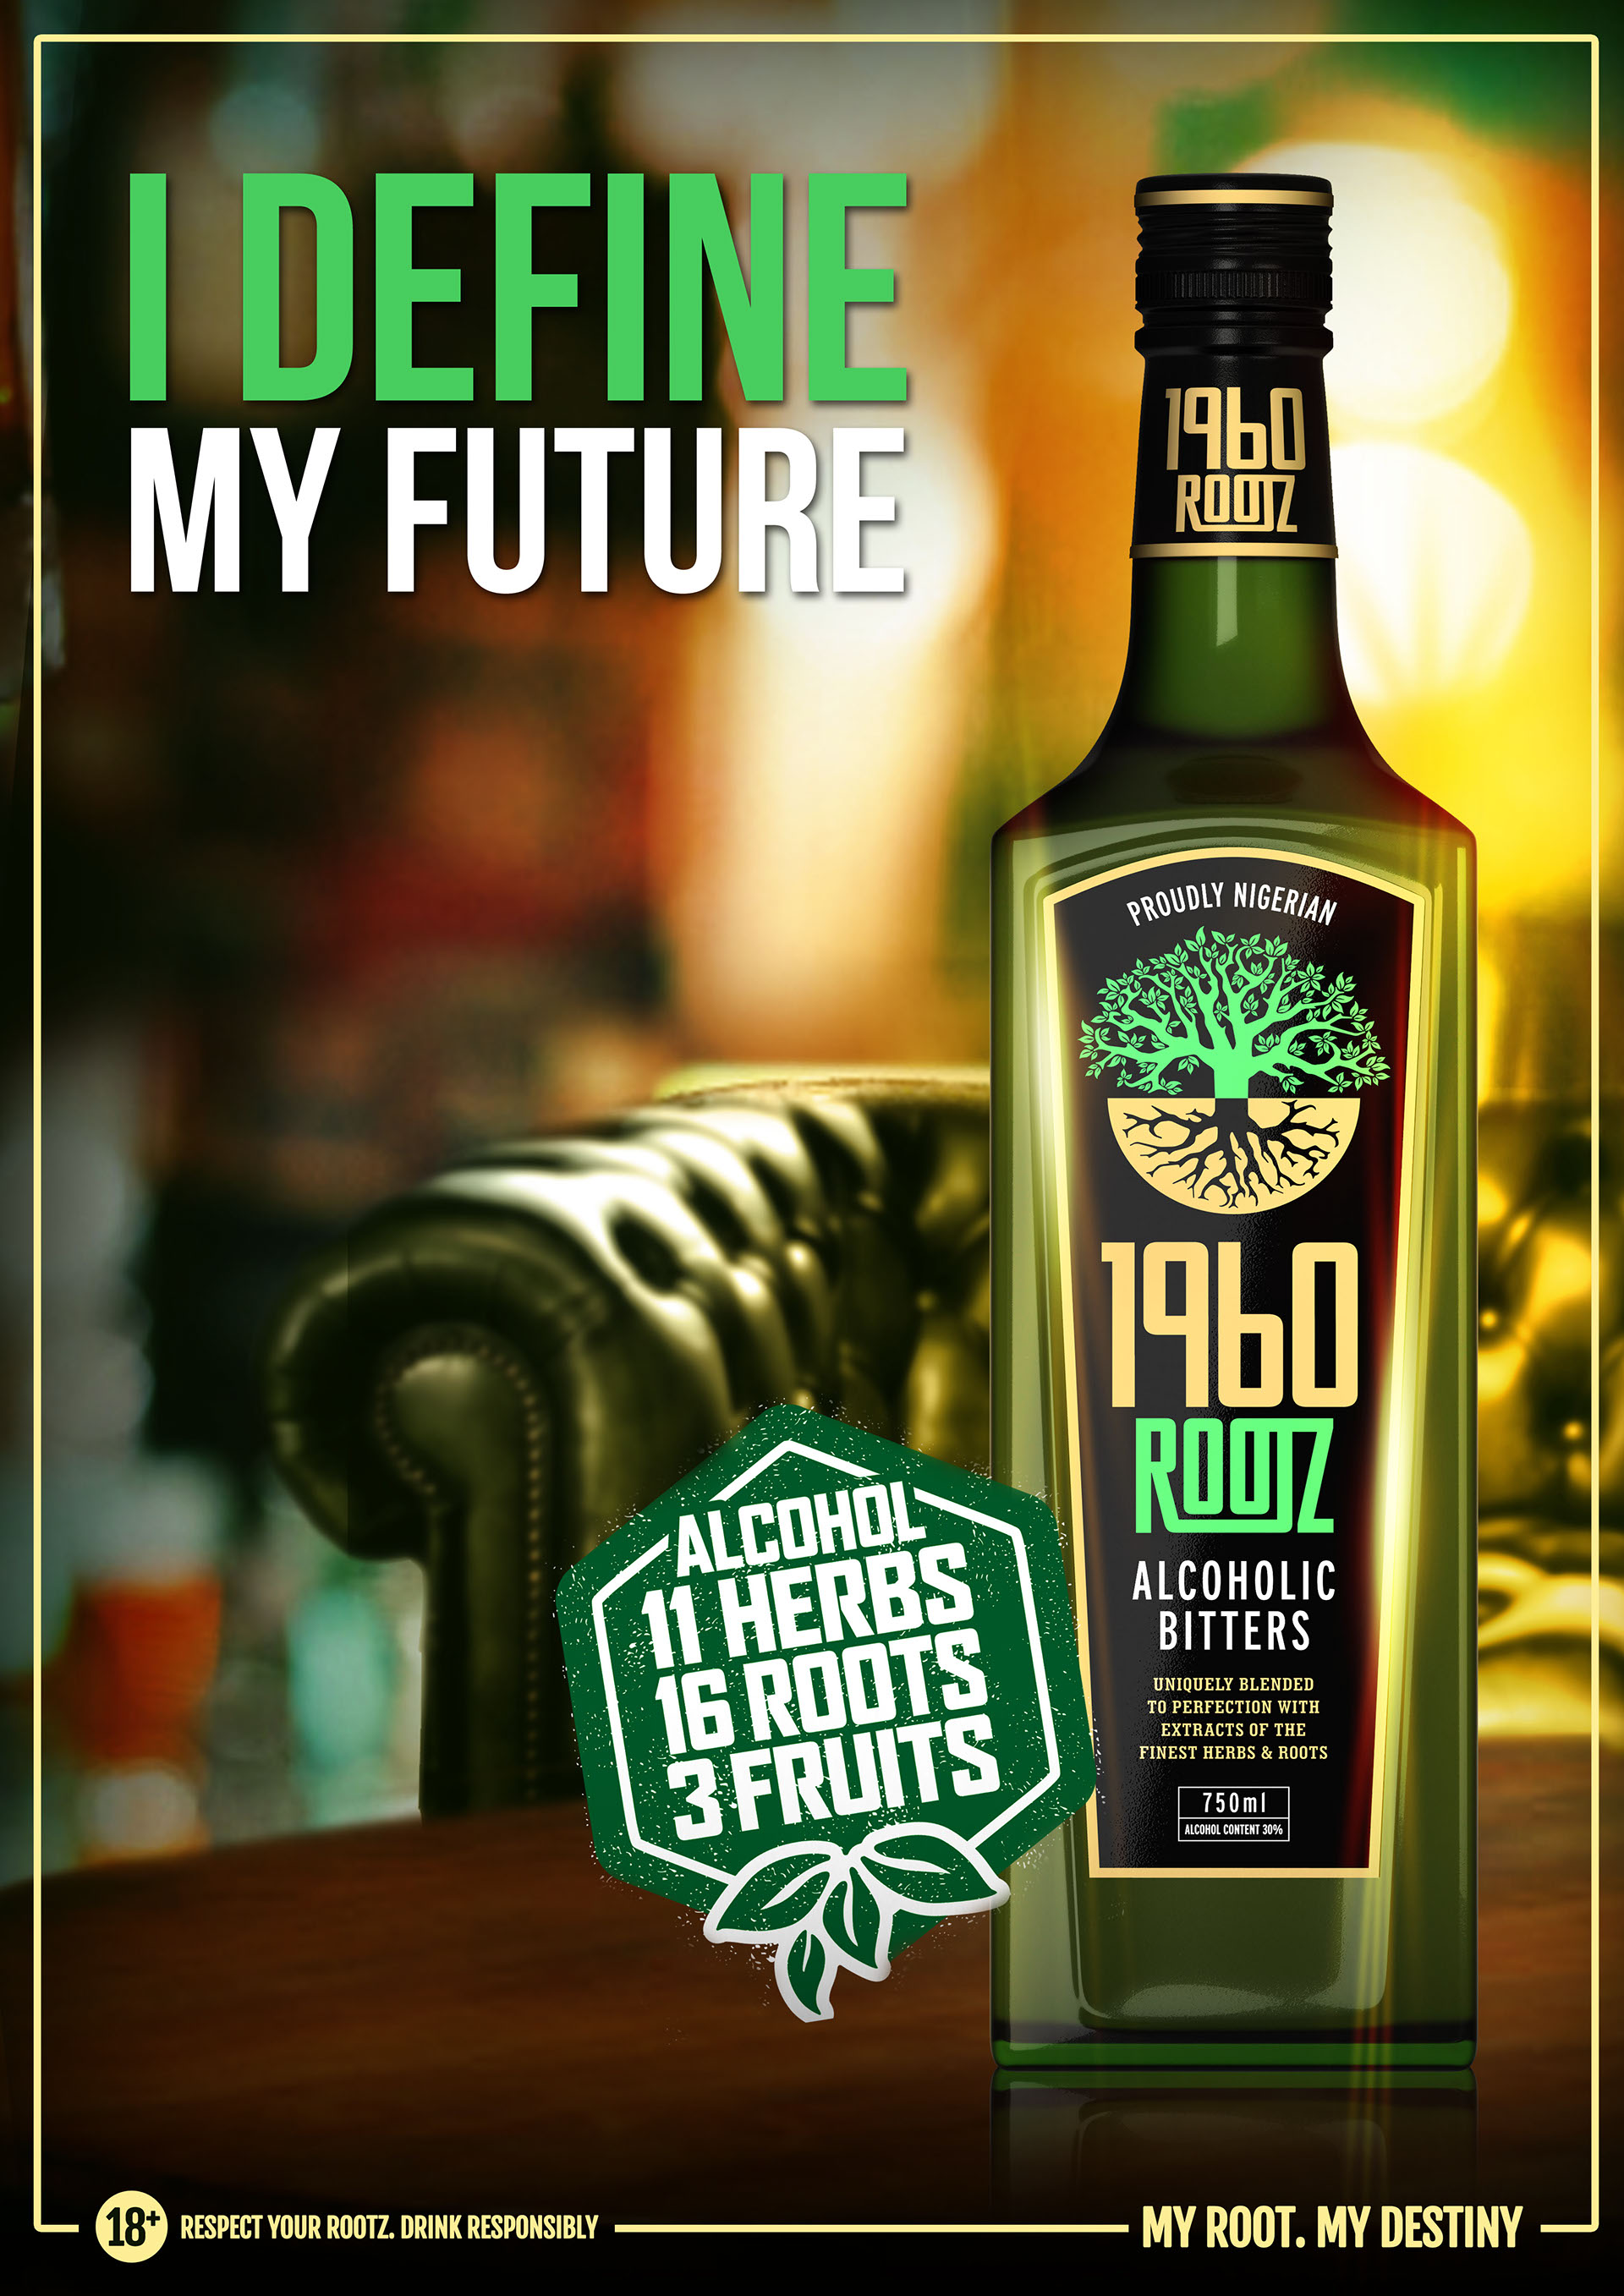 I DEFINE
MY FUTURE
1960
ROOTZ
PROUDLY NIGERIAN
1960
ROOTZ
ALCOHOLIC
BITTERS
UNIQUELY BLENDED
TO PERFECTION WITH
EXTRACTS OF THE
FINEST HERBS & ROOTS
750ml
ALCOHOL CONTENT 30%
ALCOHOL
11 HERBS
16 ROOTS
3 FRUITS
18+ RESPECT YOUR ROOTZ. DRINK RESPONSIBLY
MY ROOT. MY DESTINY